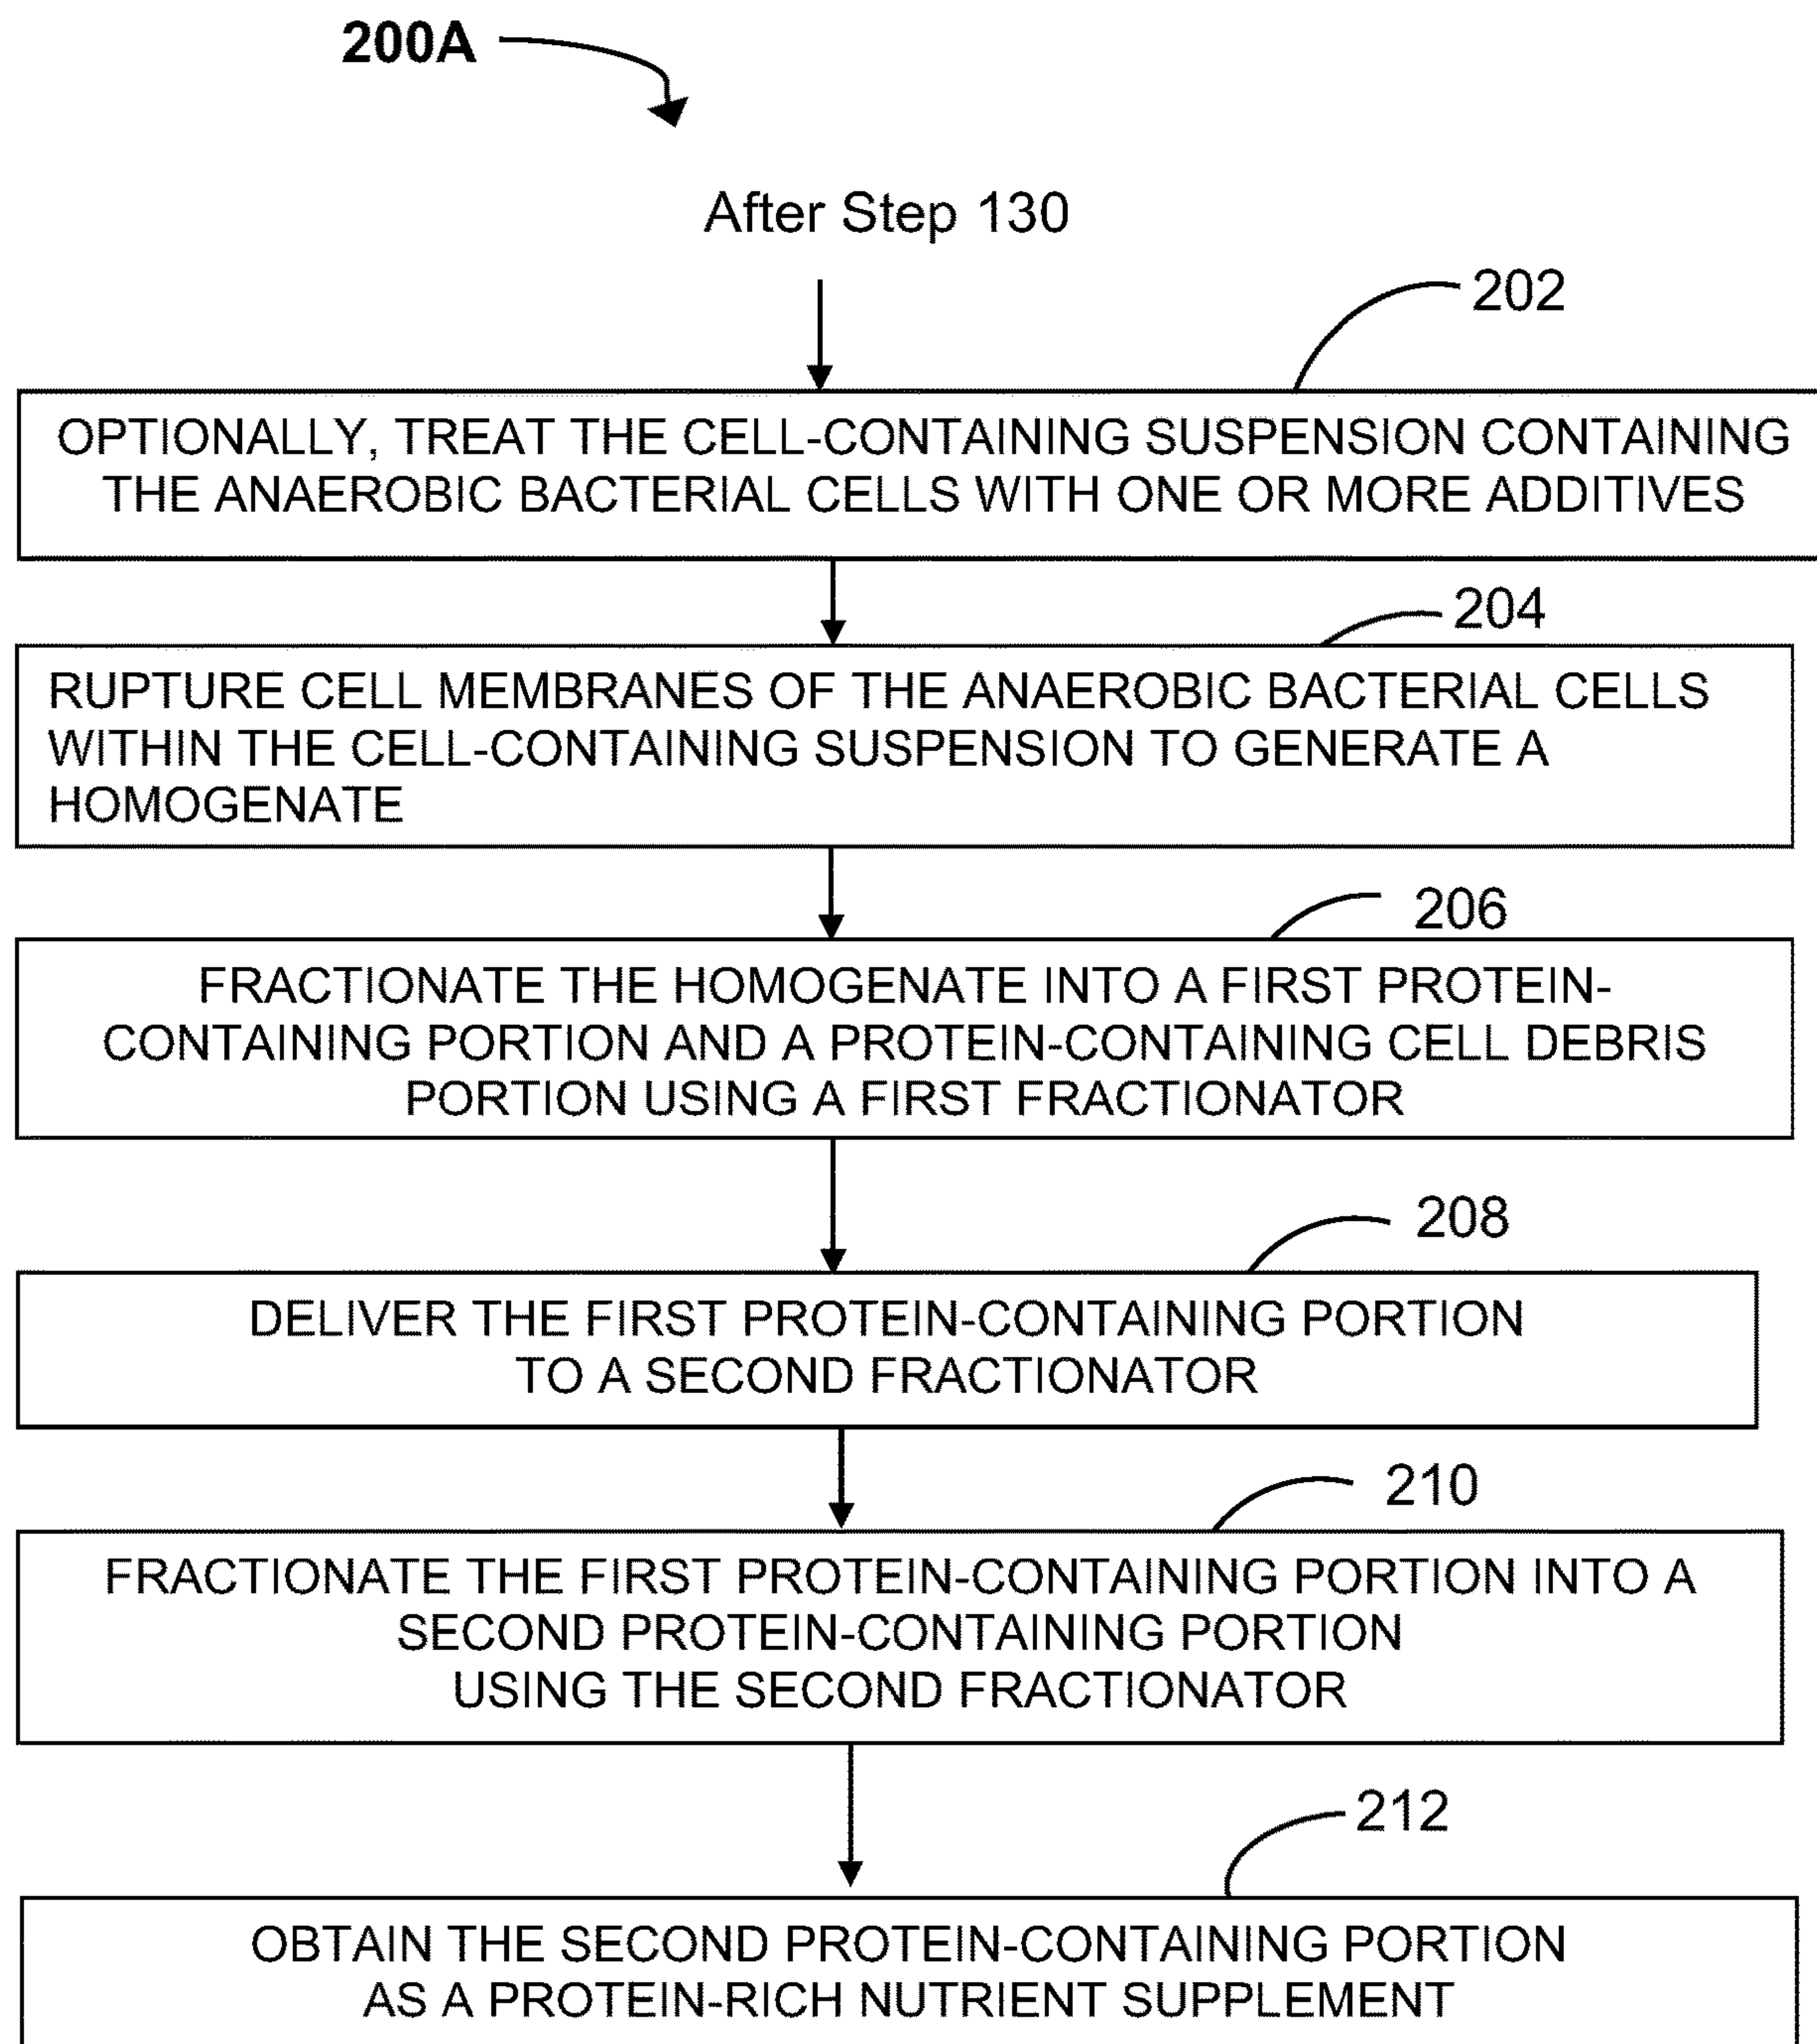 200A
After Step 130
202
OPTIONALLY, TREAT THE CELL-CONTAINING SUSPENSION CONTAINING
THE ANAEROBIC BACTERIAL CELLS WITH ONE OR MORE ADDITIVES
204
RUPTURE CELL MEMBRANES OF THE ANAEROBIC BACTERIAL CELLS
WITHIN THE CELL-CONTAINING SUSPENSION TO GENERATE A
HOMOGENATE
206
FRACTIONATE THE HOMOGENATE INTO A FIRST PROTEIN-
CONTAINING PORTION AND A PROTEIN-CONTAINING CELL DEBRIS
PORTION USING A FIRST FRACTIONATOR
208
DELIVER THE FIRST PROTEIN-CONTAINING PORTION
TO A SECOND FRACTIONATOR
210
FRACTIONATE THE FIRST PROTEIN-CONTAINING PORTION INTO A
SECOND PROTEIN-CONTAINING PORTION
USING THE SECOND FRACTIONATOR
212
OBTAIN THE SECOND PROTEIN-CONTAINING PORTION
AS A PROTEIN-RICH NUTRIENT SUPPLEMENT